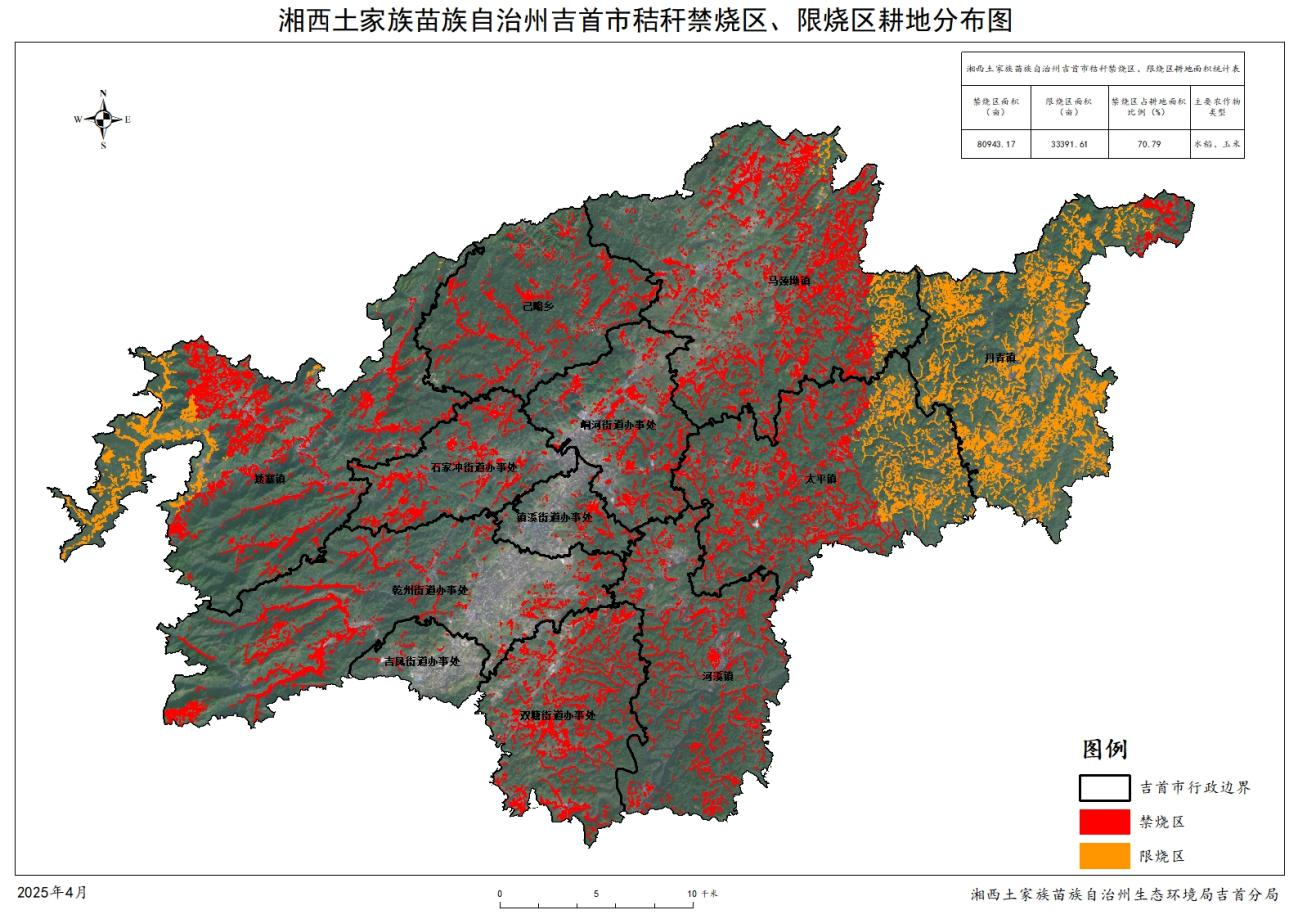 湘西土家族苗族自治州吉首市秸秆禁烧区、限烧区耕地分布图
湘西土家族苗族自治州吉首市秸秆禁烧区、限烧区耕地面积统计表
禁烧区面积（亩）
限烧区面积（亩）
禁烧区占耕地面积比例（%）
主要农作物类型
80943.17
33391.61
70.79
水稻、玉米
N
W
E
S
马颈坳镇
己略乡
丹青镇
峒河街道办事处
石家冲街道办事处
矮寨镇
太平镇
镇溪街道办事处
乾州街道办事处
吉凤街道办事处
河溪镇
双塘街道办事处
图例
吉首市行政边界
禁烧区
限烧区
2025年4月
0
5
10 千米
湘西土家族苗族自治州生态环境局吉首分局